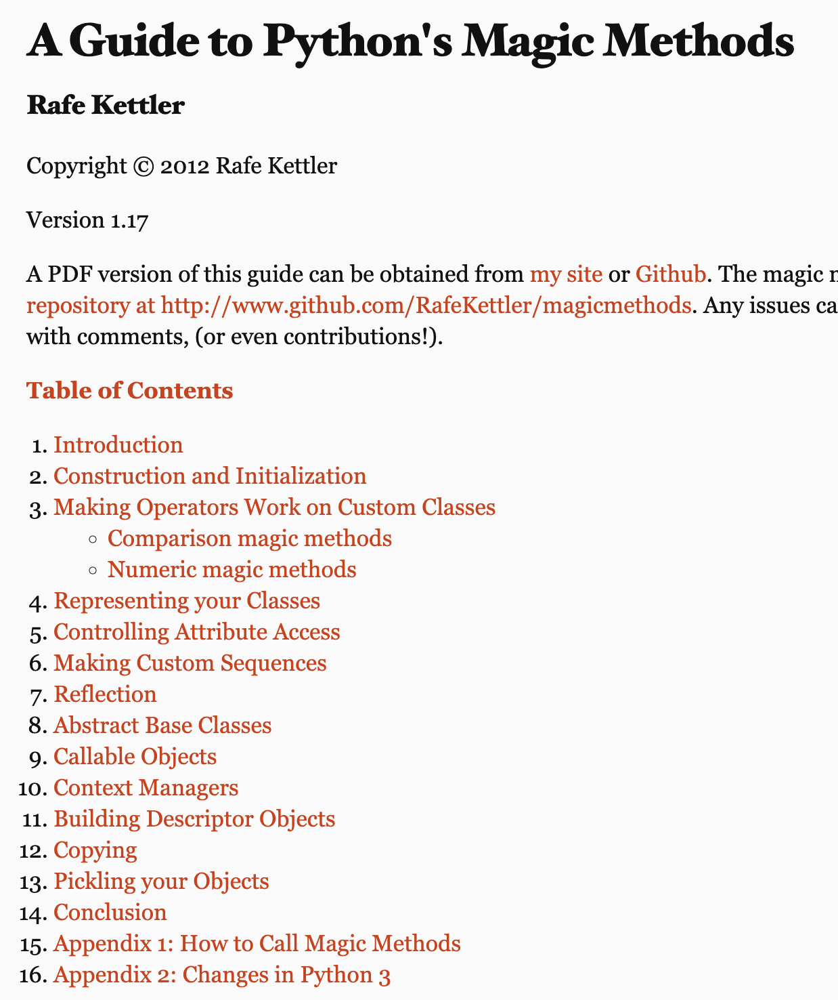 A Guide to Python's Magic Methods
Rafe Kettler
Copyright © 2012 Rafe Kettler
Version 1.17
A PDF version of this guide can be obtained from my site or Github. The magic
repository at http://www.github.com/RafeKettler/magicmethods. Any issues
with comments, (or even contributions!).
Table of Contents
1. Introduction
2. Construction and Initialization
3. Making Operators Work on Custom Classes
◦ Comparison magic methods
◦ Numeric magic methods
4. Representing your Classes
5. Controlling Attribute Access
6. Making Custom Sequences
7. Reflection
8. Abstract Base Classes
9. Callable Objects
10. Context Managers
11. Building Descriptor Objects
12. Copying
13. Pickling your Objects
14. Conclusion
15. Appendix 1: How to Call Magic Methods
16. Appendix 2: Changes in Python 3